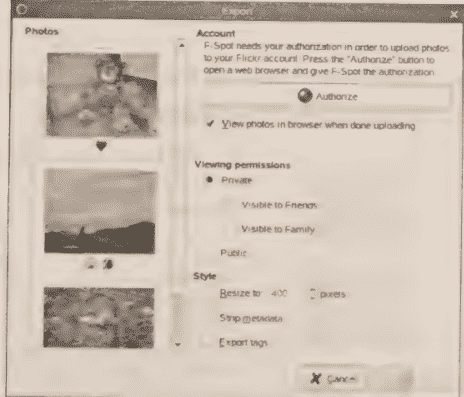 Export
Photos
Account
F-Spot needs your authorization in order to upload photos
to your Flickr account. Press the "Authorize" button to
open a web browser and give F-Spot the authorization
Authorize
View photos in browser when done uploading
Viewing permissions
Private
Visible to Friends
Visible to Family
Public
Style
Resize to: 400 pixels
Strip metadata
Export tags
Cancel